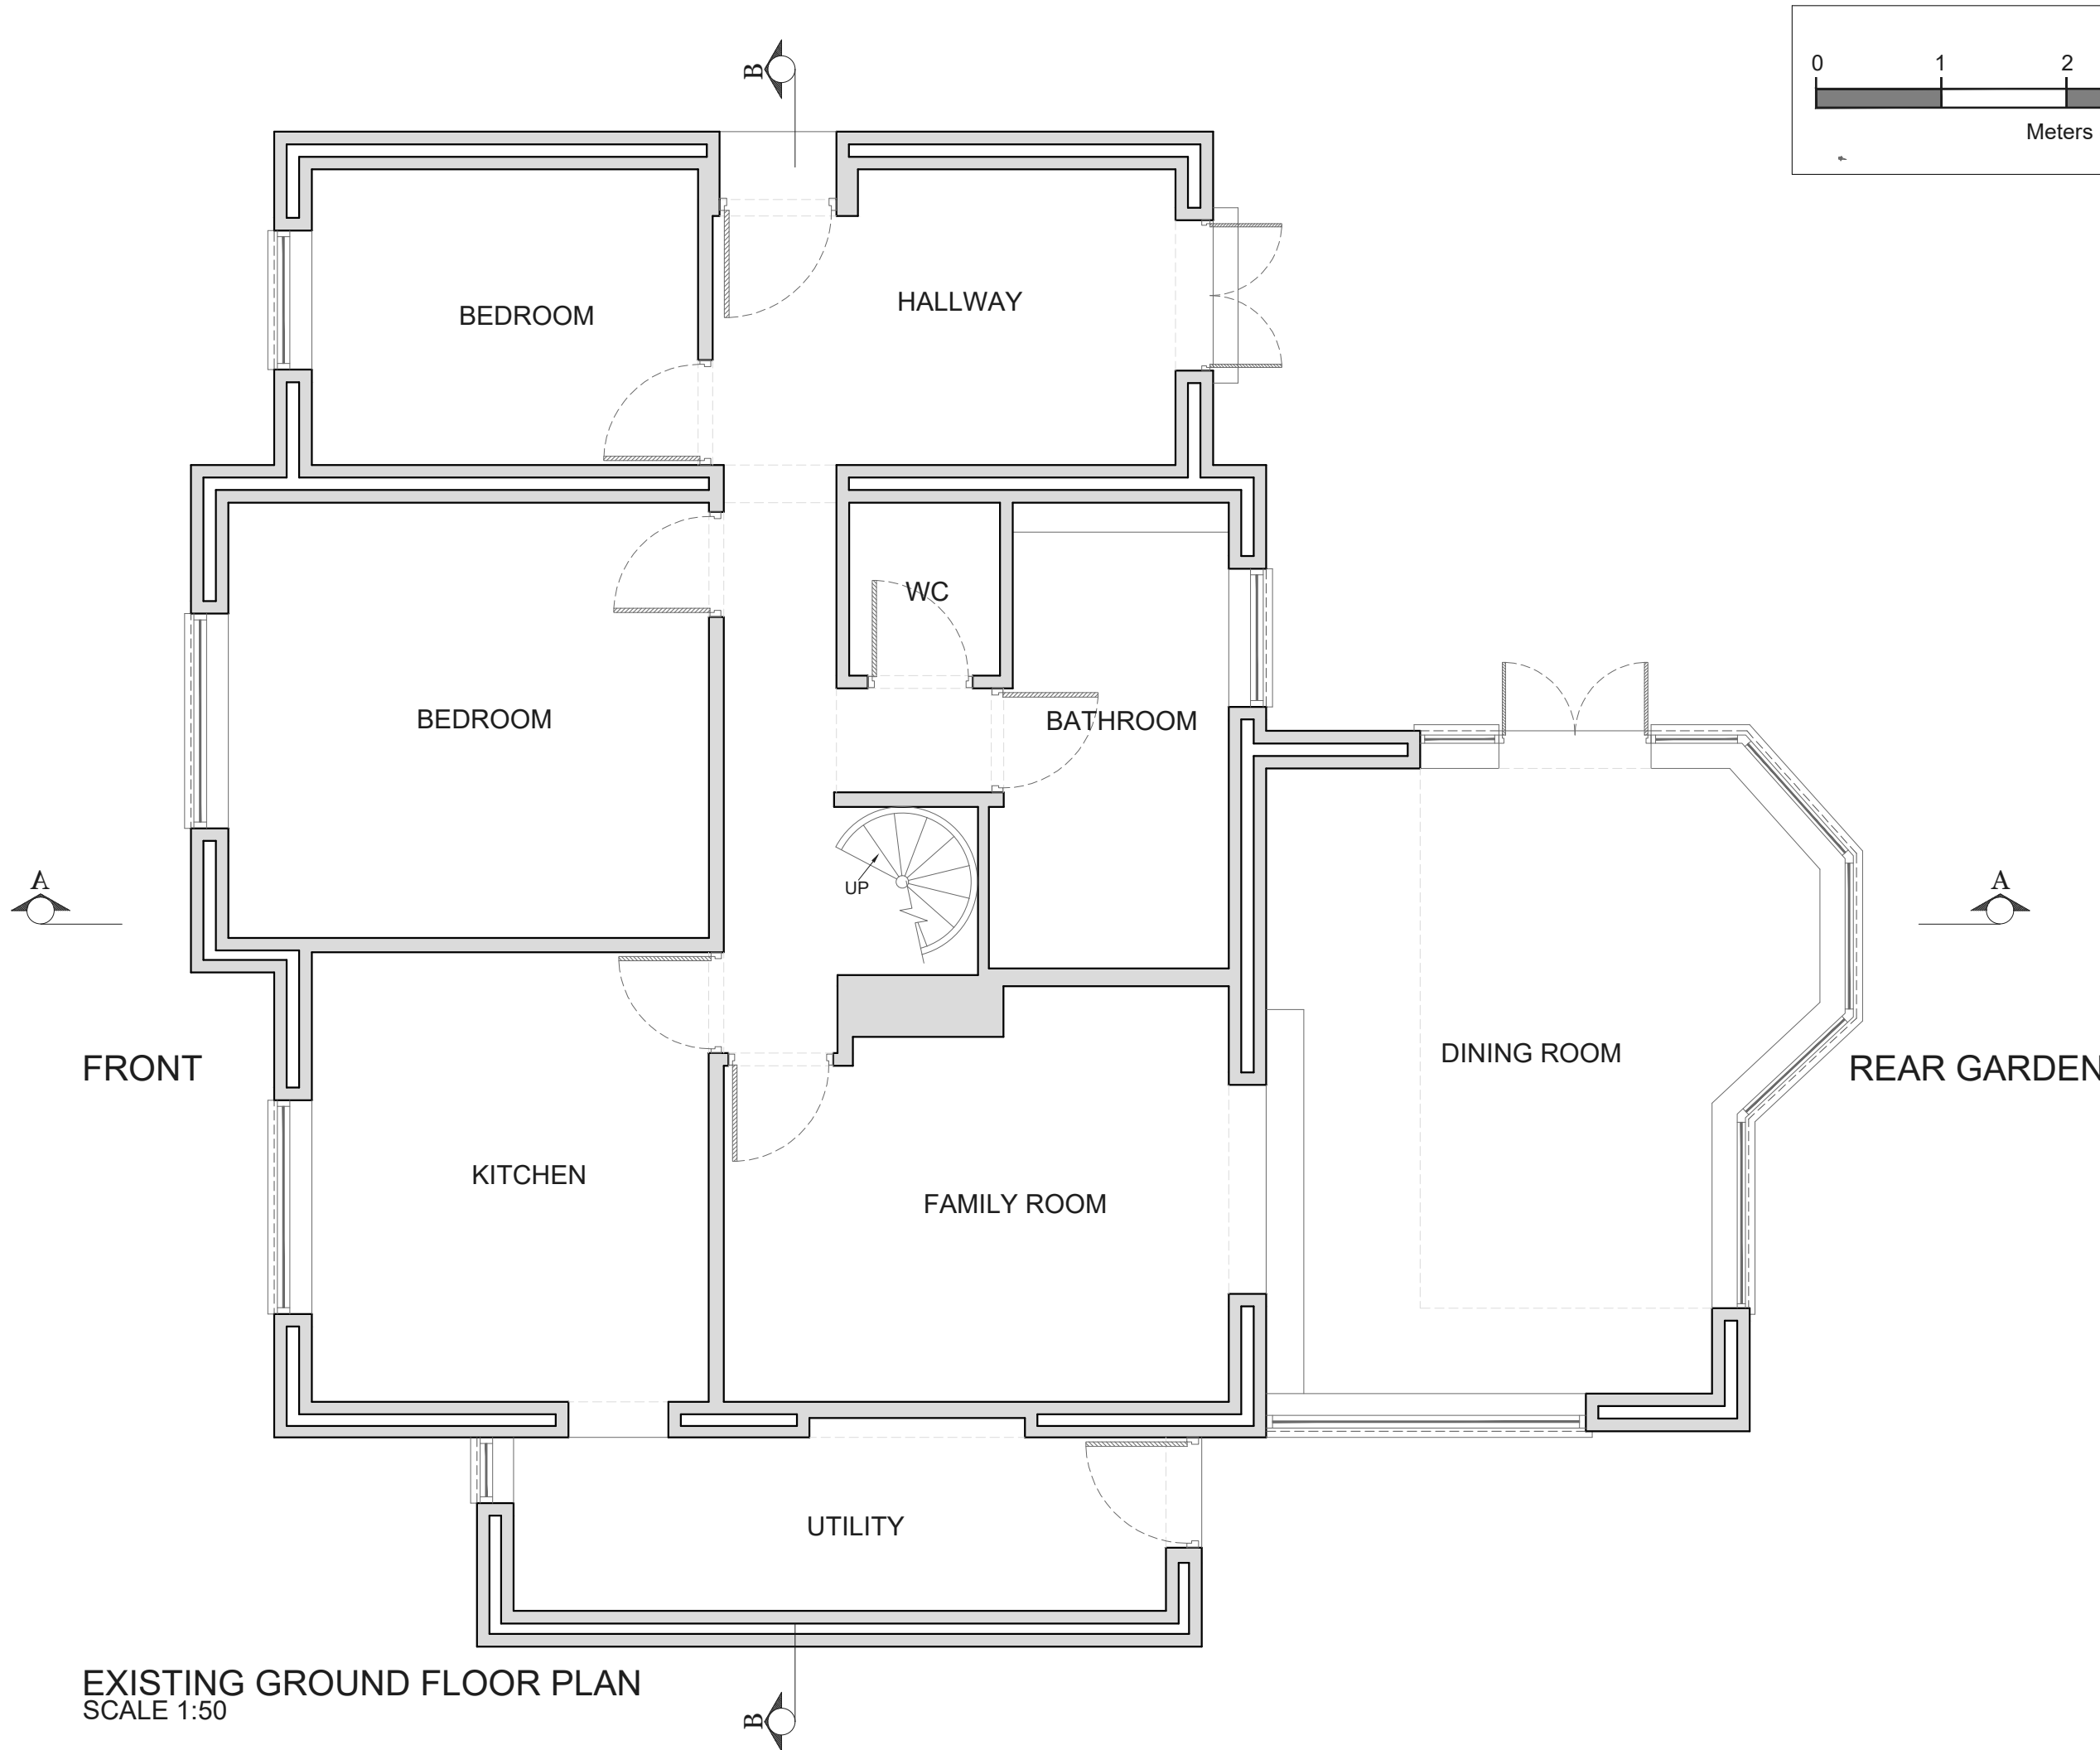 B
0 1 2
Meters
BEDROOM
HALLWAY
WC
BEDROOM
BATHROOM
UP
A
A
FRONT
DINING ROOM
REAR GARDEN
KITCHEN
FAMILY ROOM
UTILITY
EXISTING GROUND FLOOR PLAN
SCALE 1:50
B